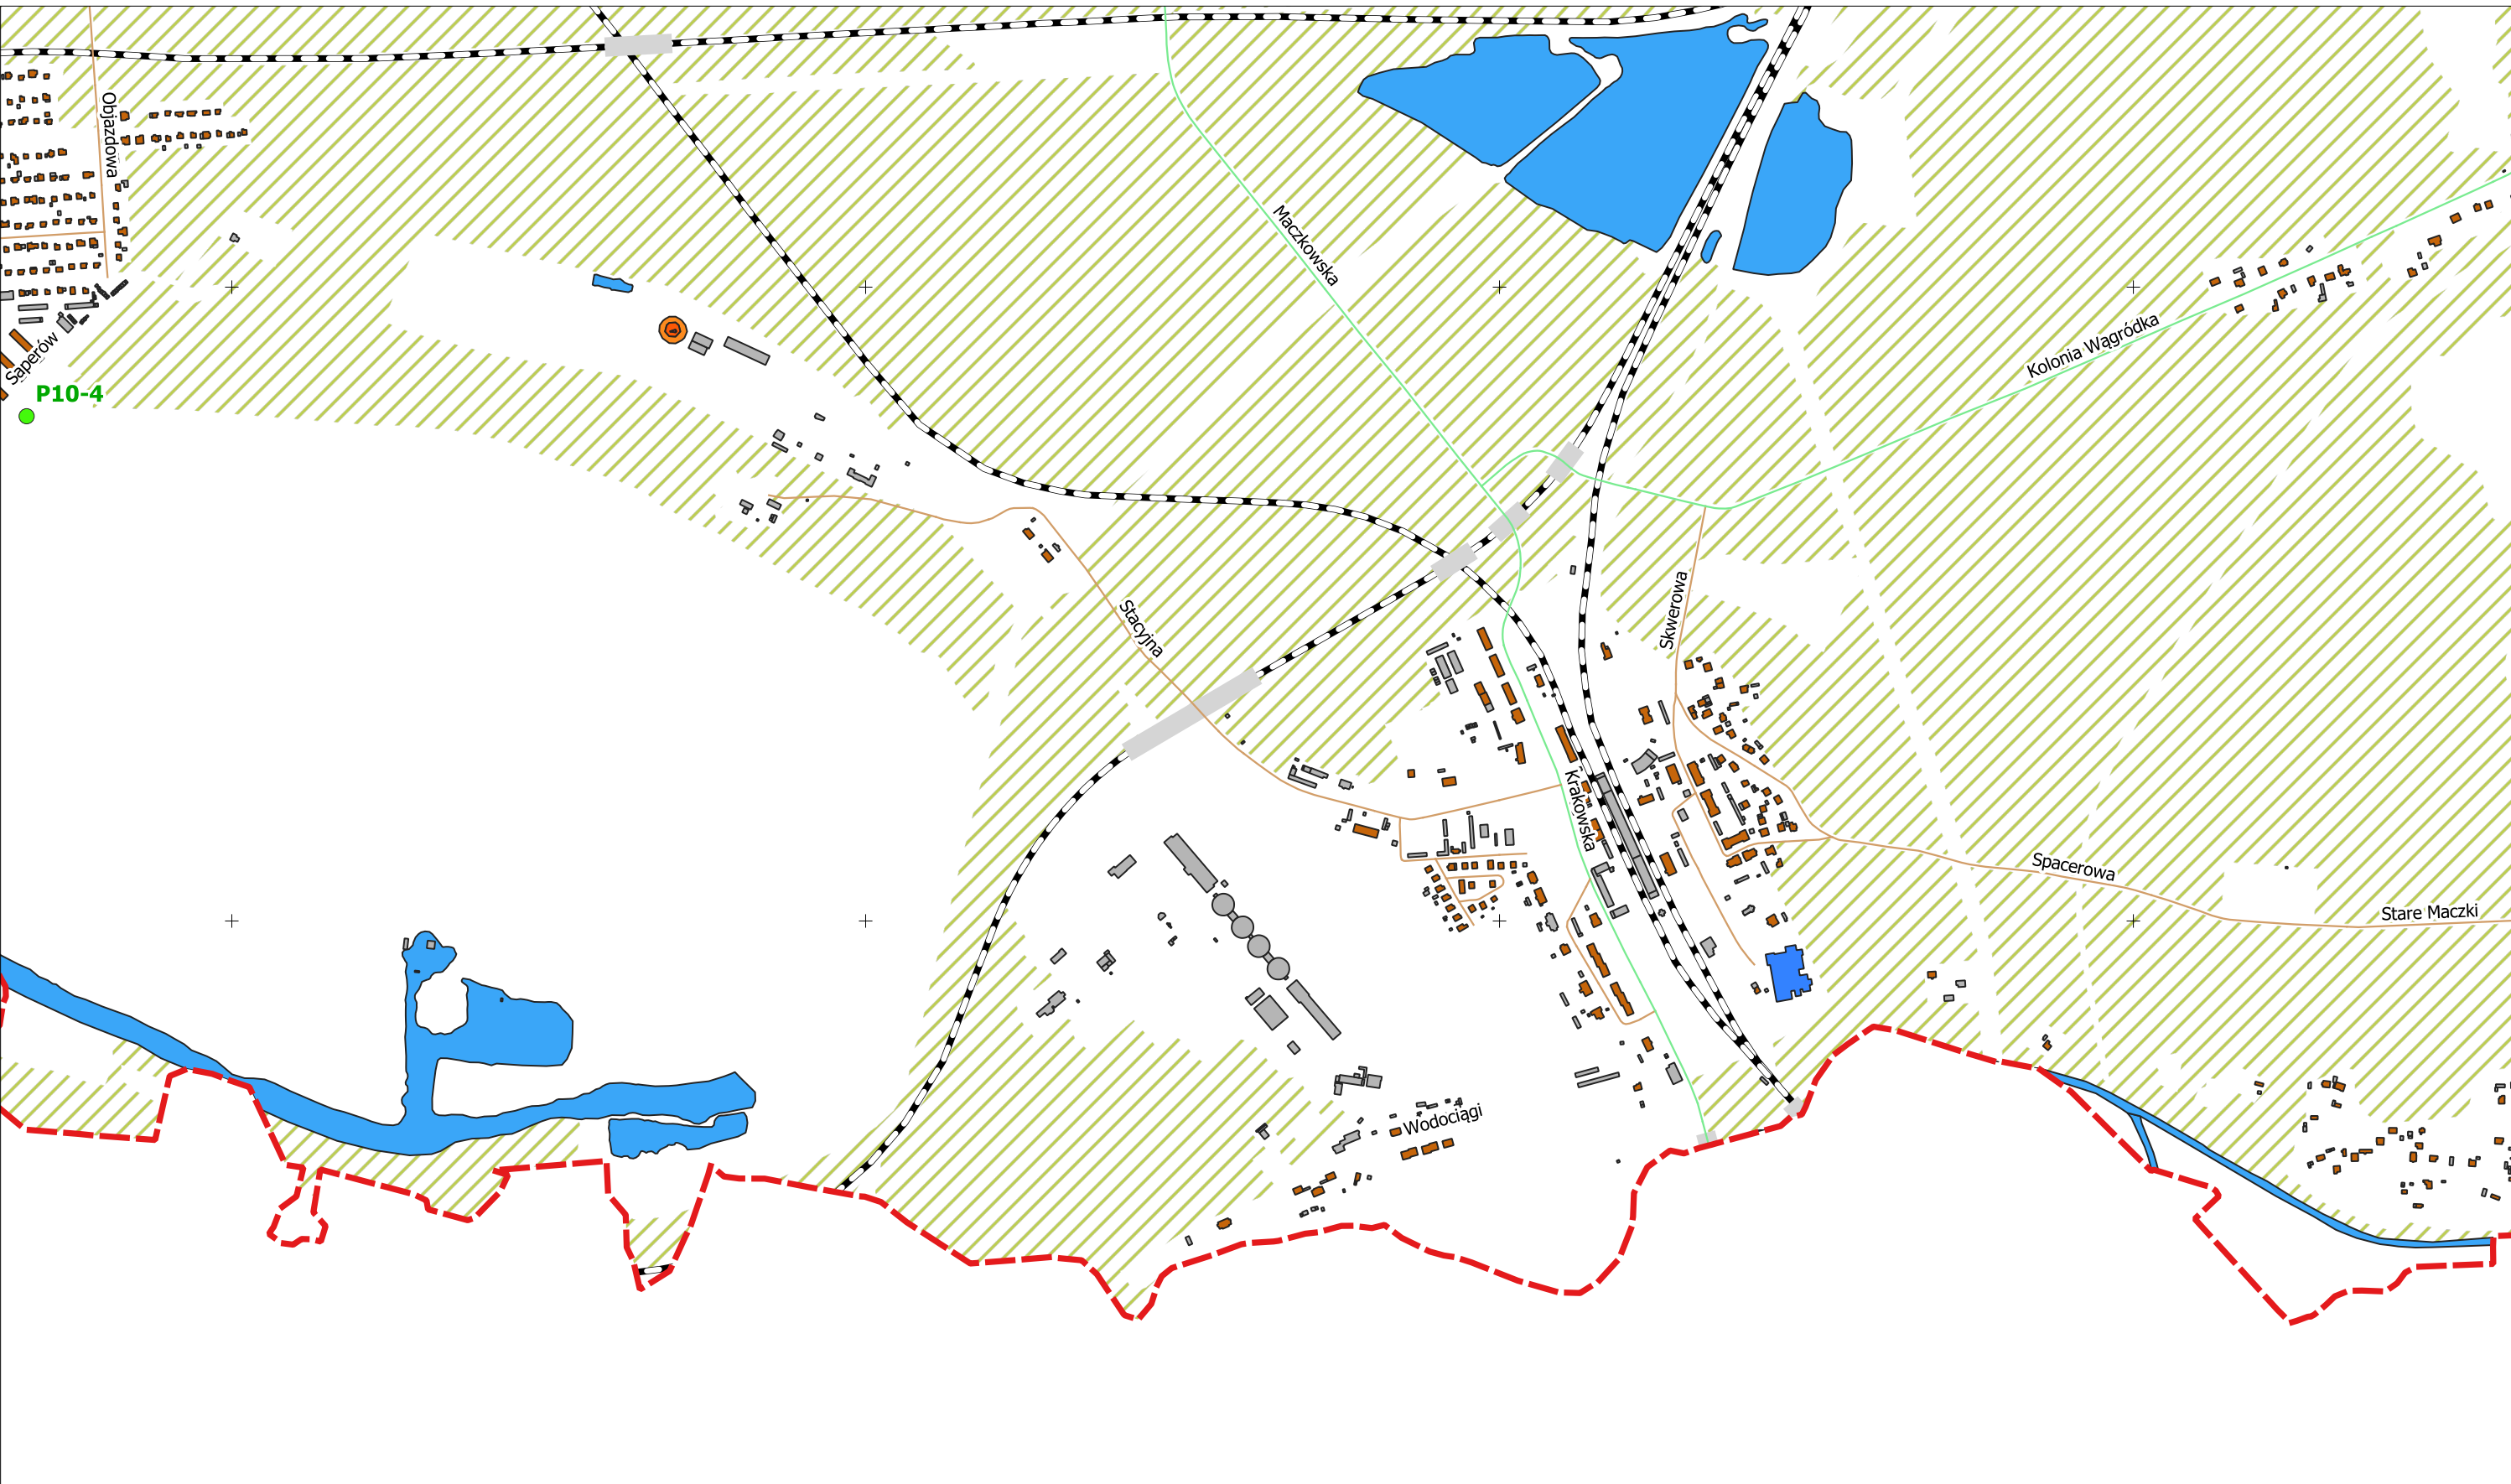 Objazdowa
Maczkowska
Kolonia Wągródka
Saperów
P10-4
Skwerowa
Stacyjna
Krakowska
Spacerowa
Stare Maczki
Wodociągi